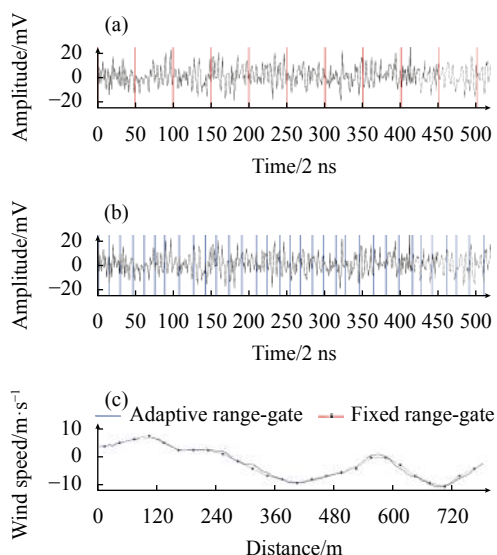 (a)
Amplitude/mV
20
0
−20
0 50 100 150 200 250 300 350 400 450 500
Time/2 ns
(b)
Amplitude/mV
20
0
−20
0 50 100 150 200 250 300 350 400 450 500
Time/2 ns
(c)
Adaptive range-gate Fixed range-gate
Wind speed/m·s⁻¹
10
0
−10
0 120 240 360 480 600 720
Distance/m